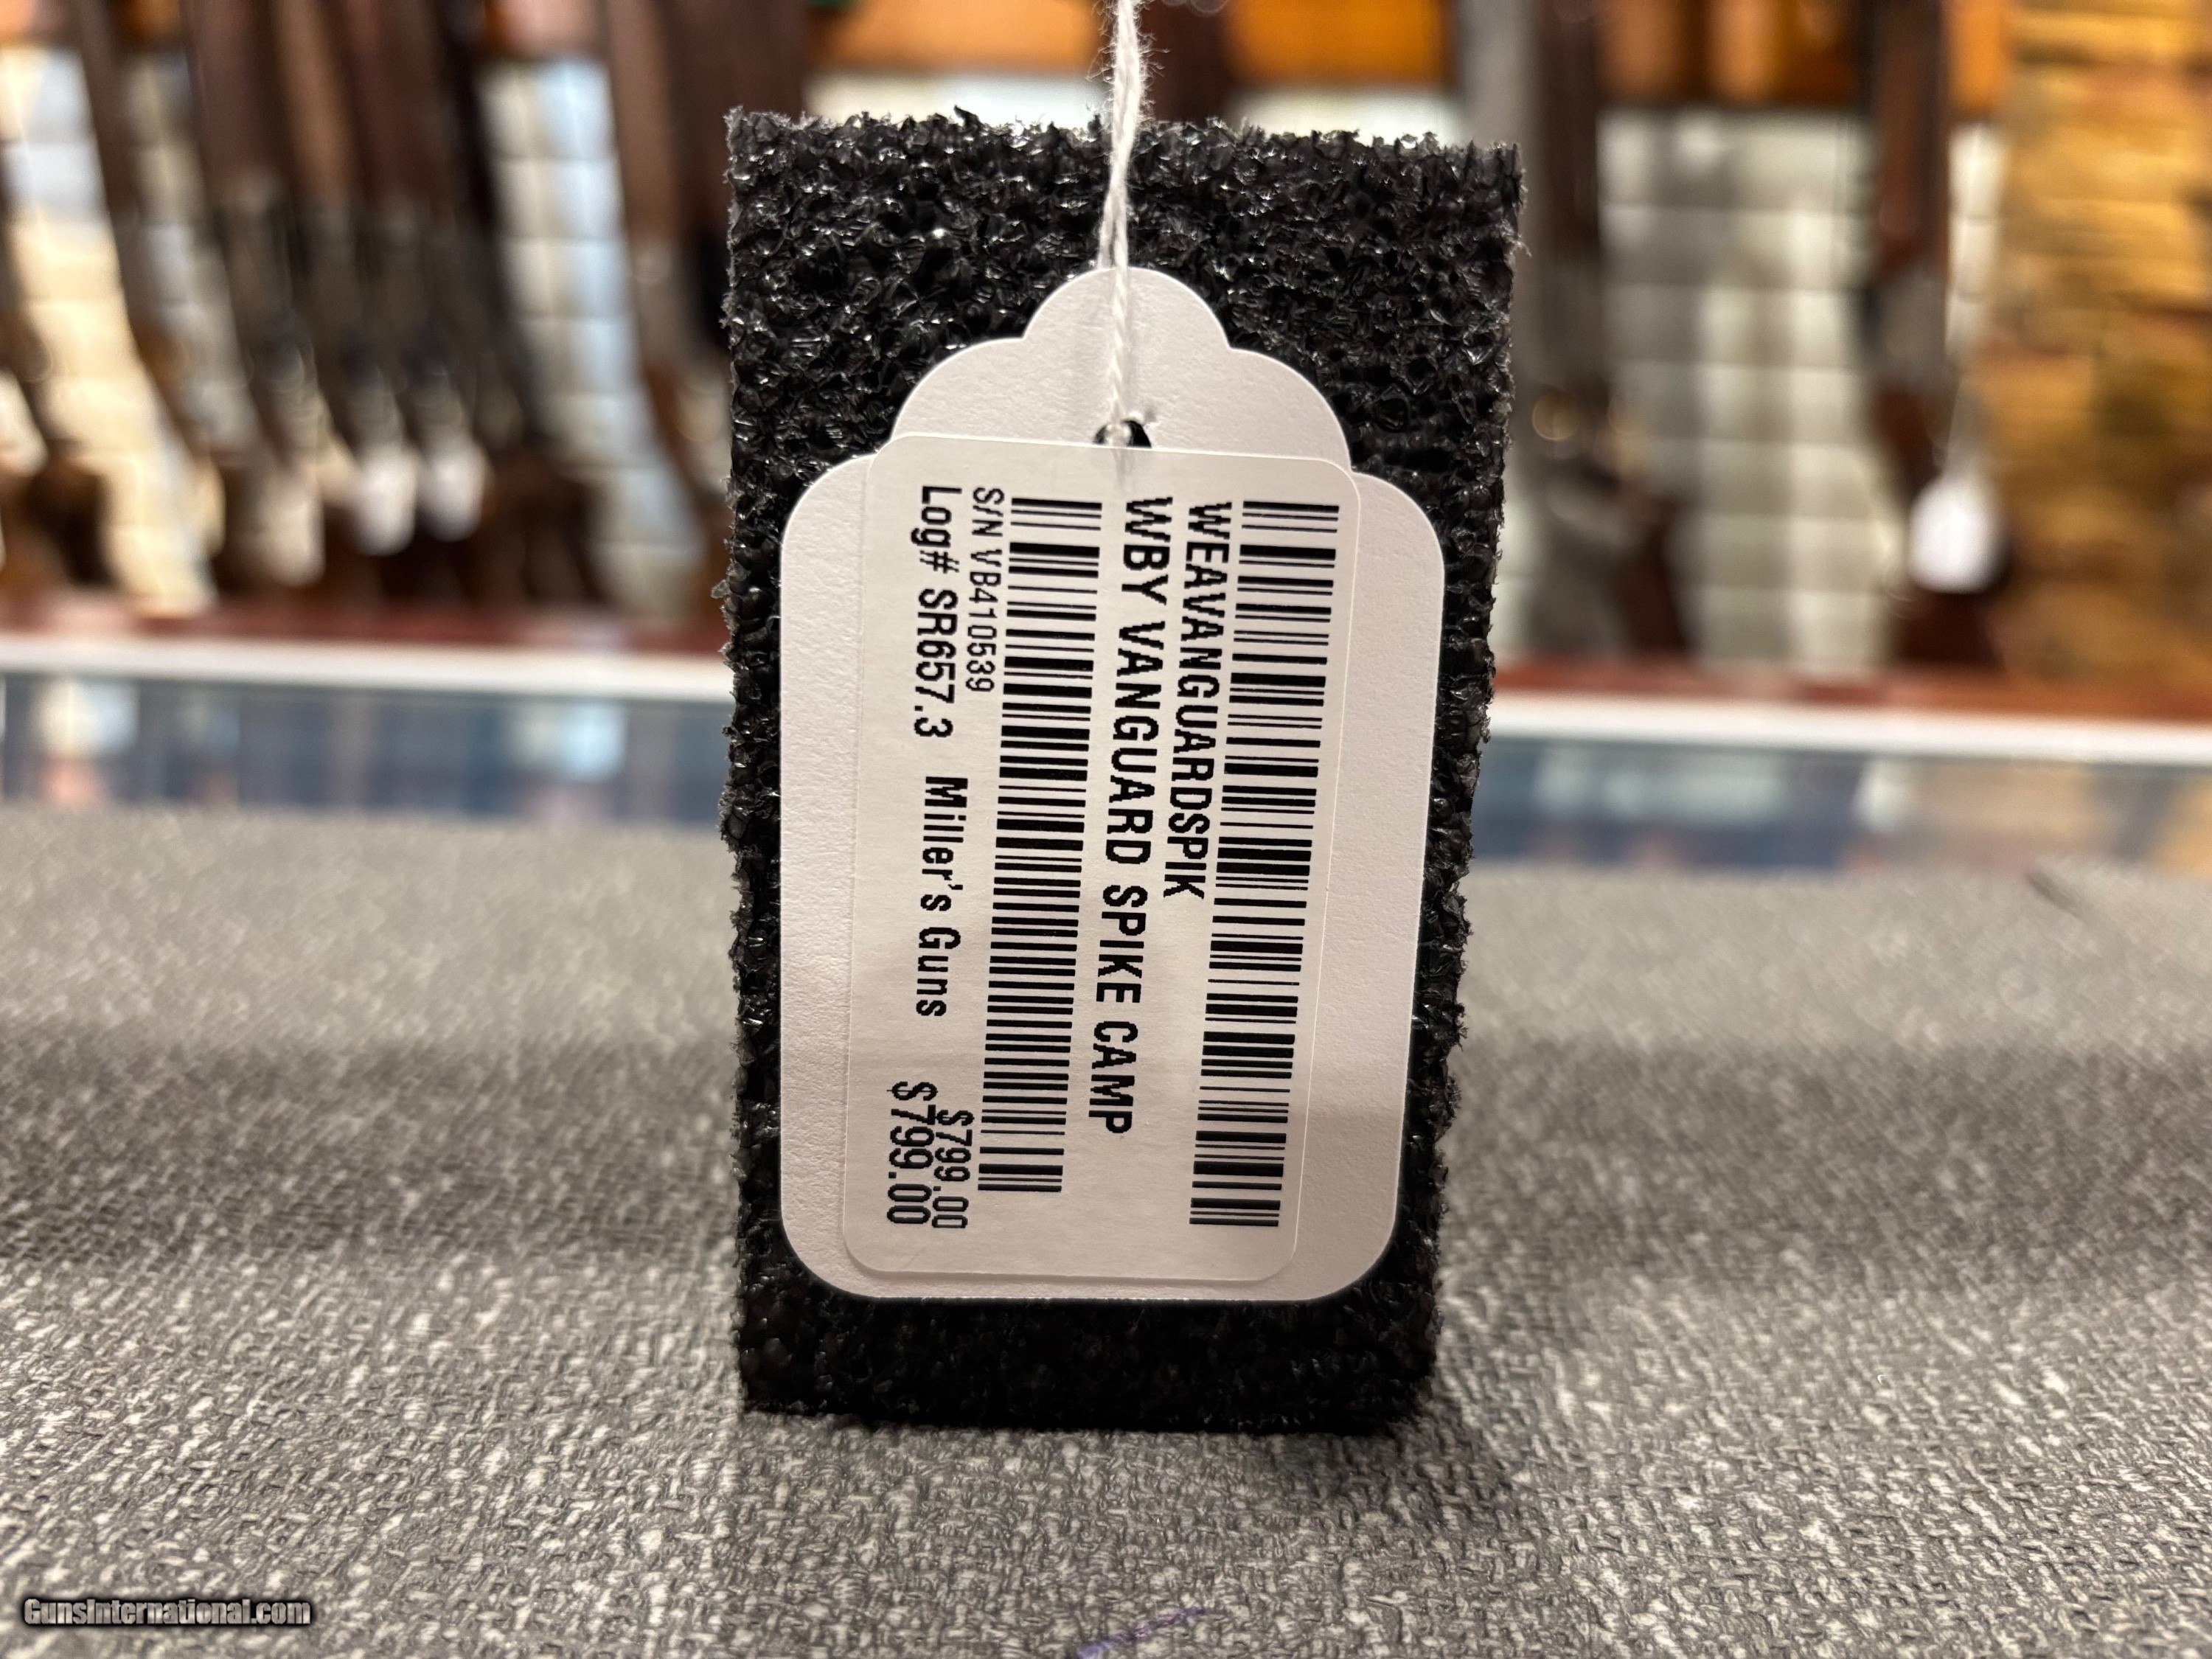 WEAVANGUARDSPIK
WBY VANGUARD SPIKE CAMP
S/N VB410539
$799.00
Log# SR657.3 Miller's Guns $799.00
GunsInternational.com